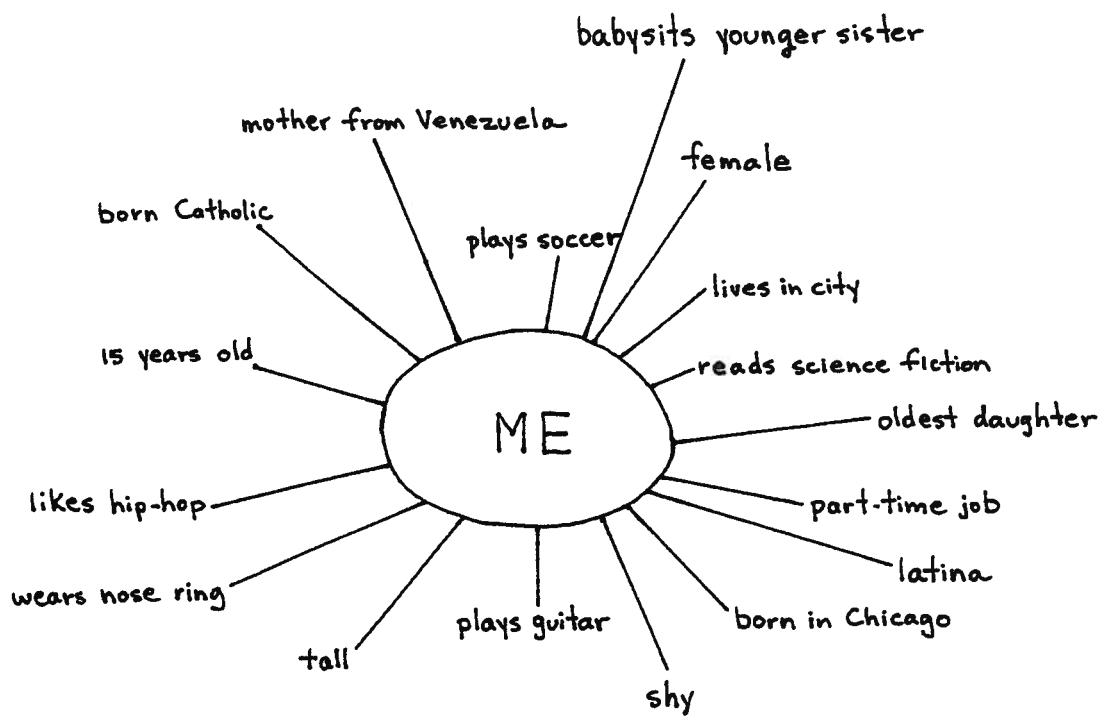 babysits younger sister
mother from Venezuela
female
born Catholic
plays soccer
lives in city
15 years old
reads science fiction
oldest daughter
ME
likes hip-hop
part-time job
latina
wears nose ring
plays guitar
born in Chicago
tall
shy